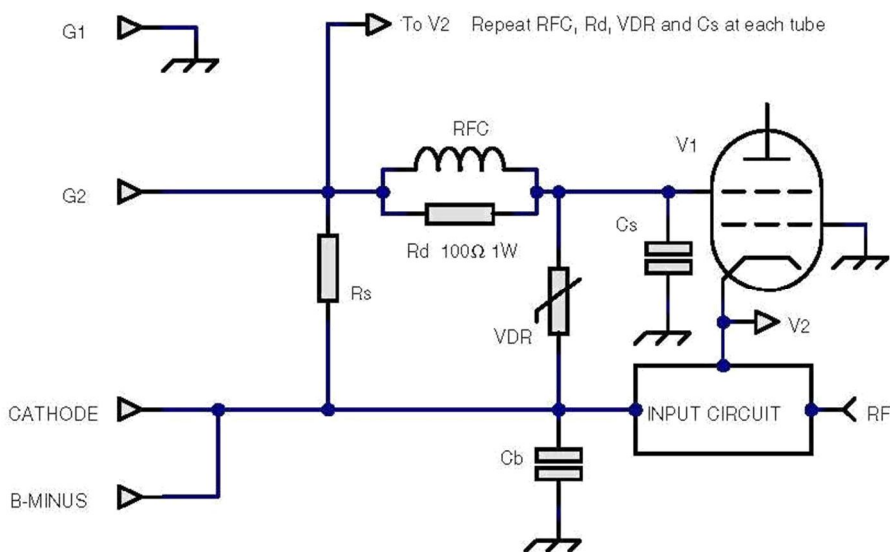 G1
To V2 Repeat RFC, Rd, VDR and Cs at each tube
RFC
V1
G2
Cs
Rd 100Ω 1W
Rs
VDR
V2
CATHODE
INPUT CIRCUIT
RF
Cb
B-MINUS